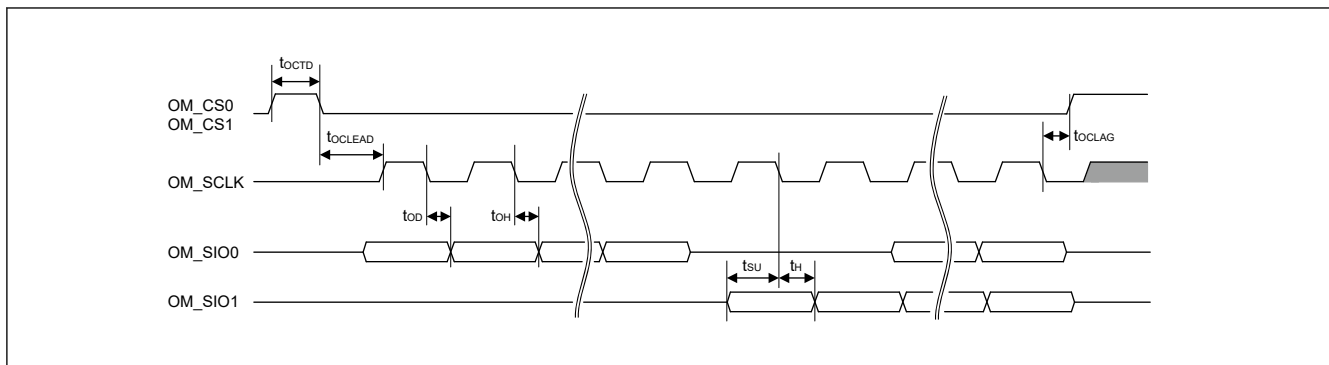 tOCTD
OM_CS0
OM_CS1
tOCLEAD
tOCLAG
OM_SCLK
tOD
tOH
OM_SIO0
tSU
tH
OM_SIO1